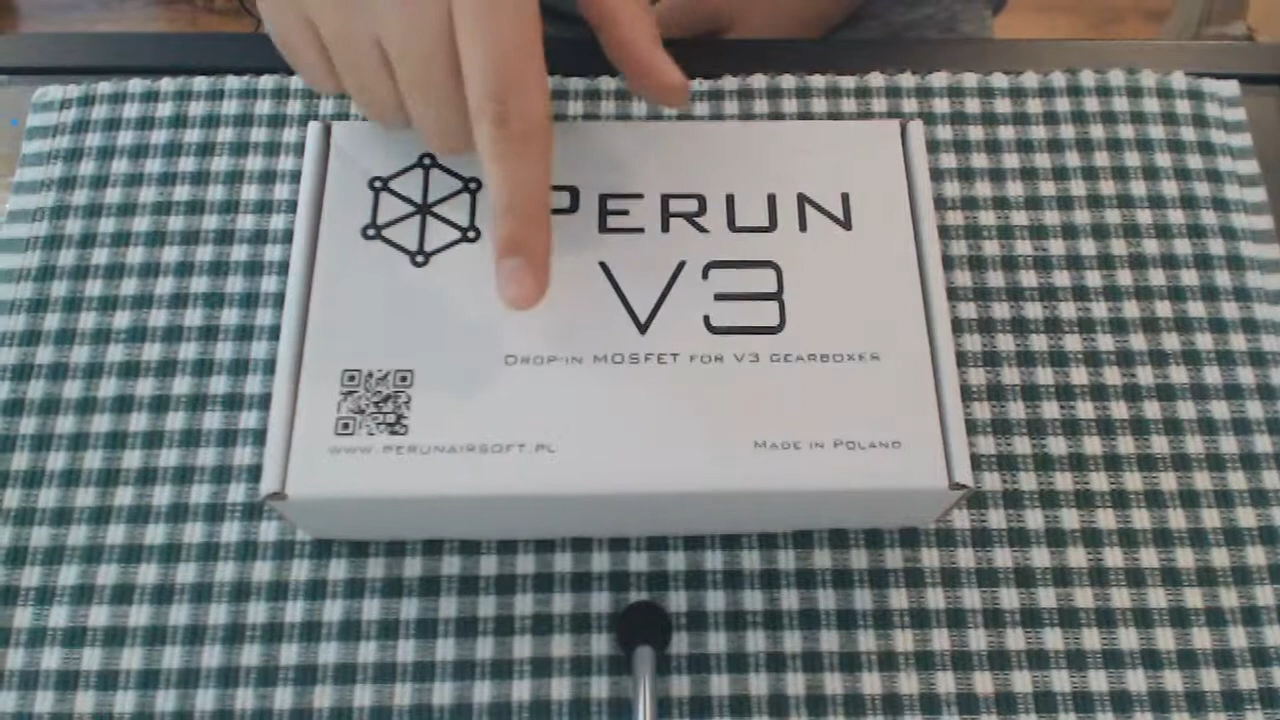 PERUN
V3
DROP-IN MOSFET FOR V3 GEARBOXES
WWW.PERUNAIRSOFT.PL
MADE IN POLAND